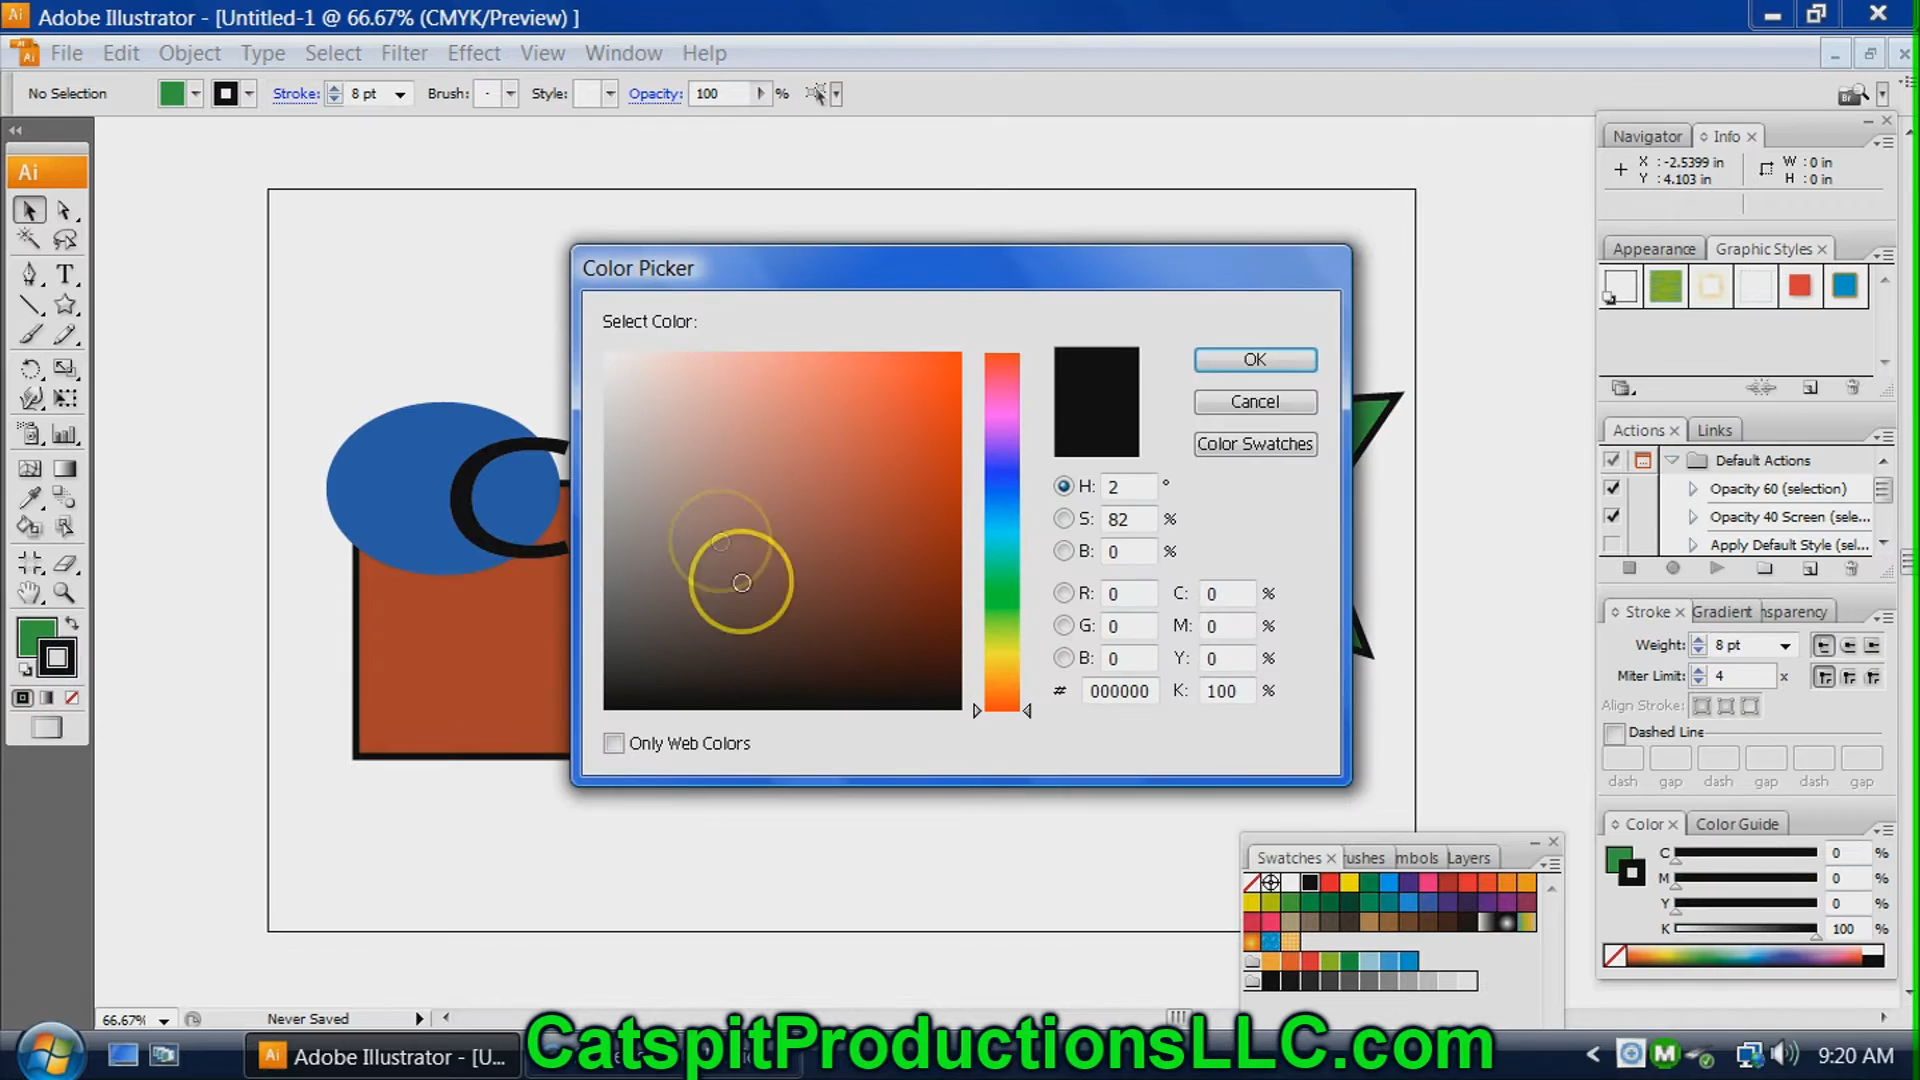 Adobe Illustrator - [Untitled-1 @ 66.67% (CMYK/Preview) ]
File Edit Object Type Select Filter Effect View Window Help
No Selection Stroke: 8 pt Brush: Style: Opacity: 100 %
Navigator Info
X : -2.5399 in W : 0 in
Y : 4.103 in H : 0 in
Ai
Appearance Graphic Styles
Color Picker
Select Color:
OK
Cancel
Color Swatches
H: 2 °
S: 82 %
B: 0 %
R: 0 C: 0 %
G: 0 M: 0 %
B: 0 Y: 0 %
# 000000 K: 100 %
Only Web Colors
Actions Links
Default Actions
Opacity 60 (selection)
Opacity 40 Screen (sele...
Apply Default Style (sel...
Stroke Gradient nsparency
Weight: 8 pt
Miter Limit: 4 x
Align Stroke:
Dashed Line
dash gap dash gap dash gap
Color Color Guide
C 0 %
M 0 %
Y 0 %
K 100 %
Swatches rushes mbols Layers
66.67% Never Saved
CatspitProductionsLLC.com
Adobe Illustrator - [U...
9:20 AM